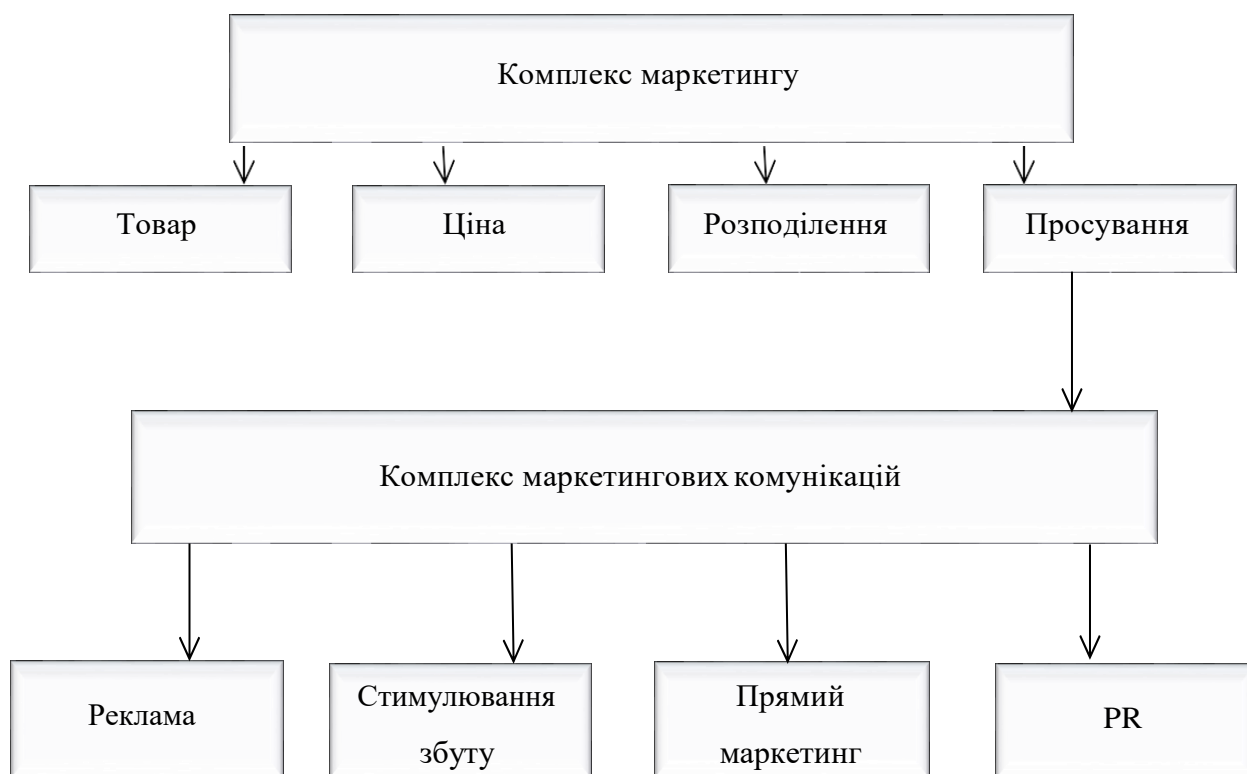 Комплекс маркетингу
Товар
Ціна
Розподілення
Просування
Комплекс маркетингових комунікацій
Реклама
Стимулювання
збуту
Прямий
маркетинг
PR